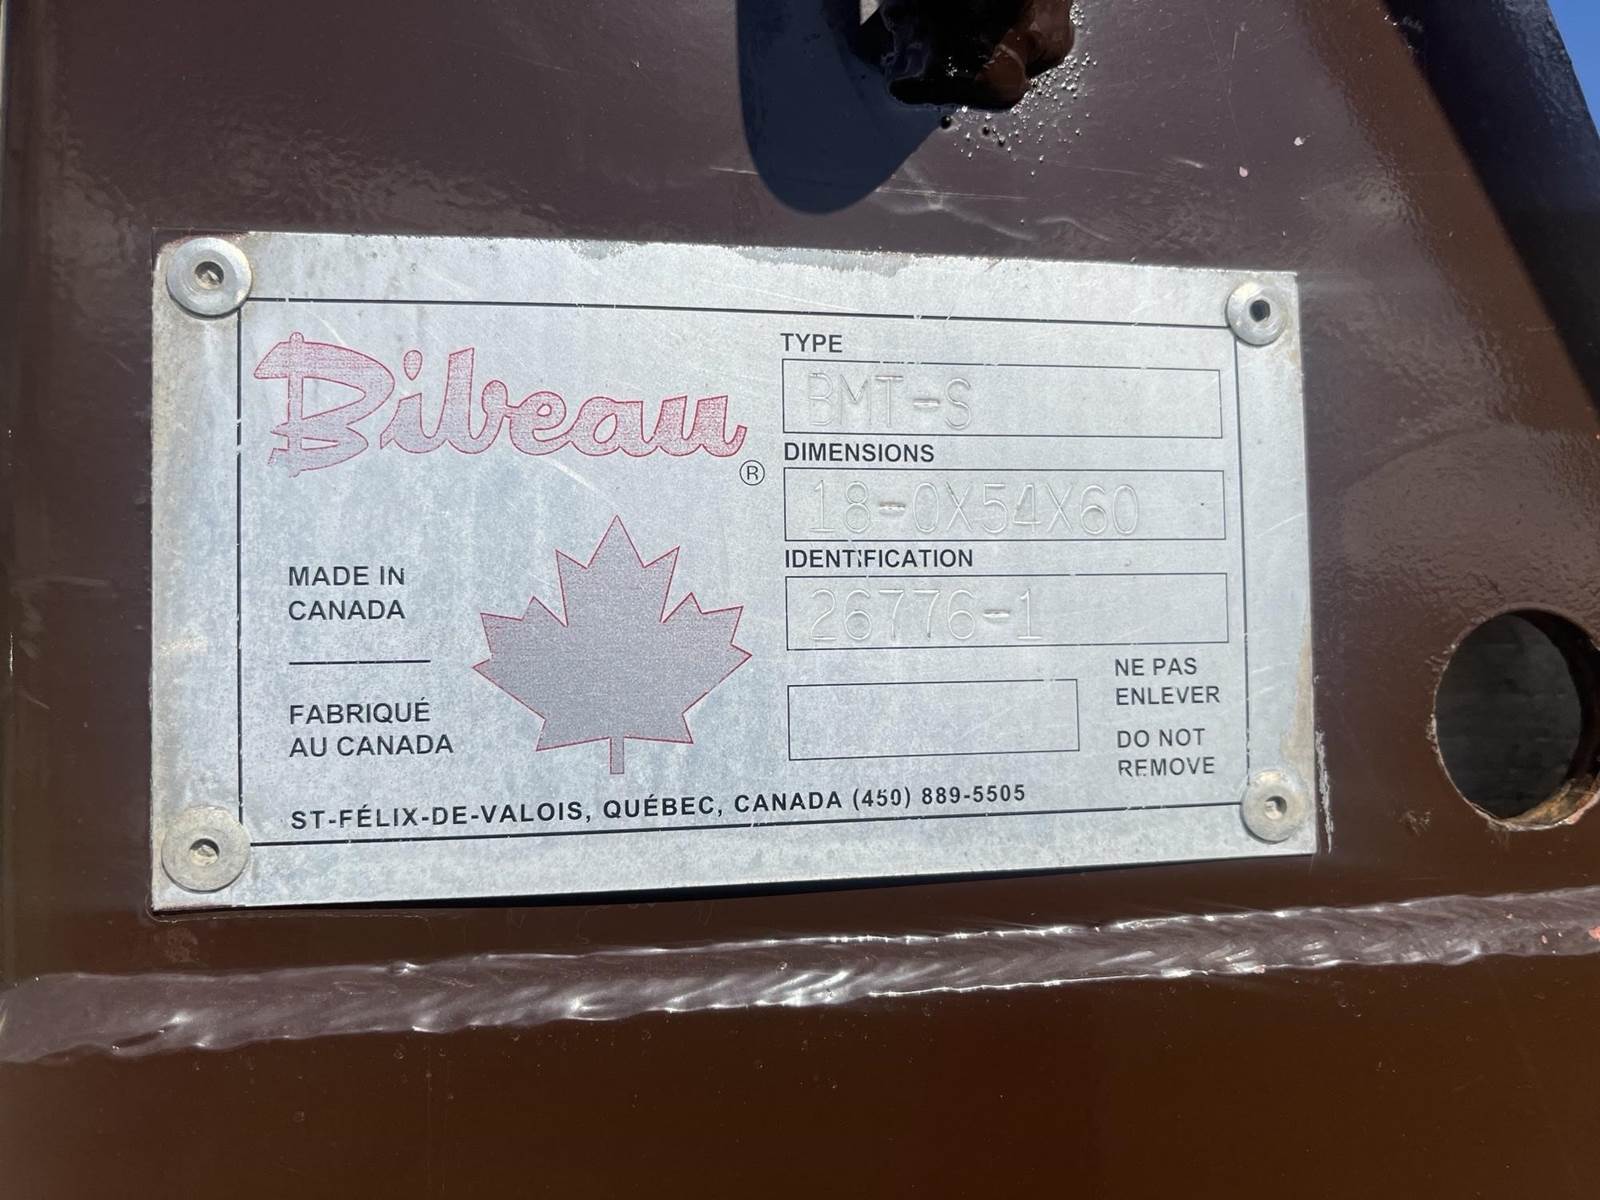 Bibeau®
MADE IN
CANADA
FABRIQUÉ
AU CANADA
TYPE
BMT-S
DIMENSIONS
18-0X54X60
IDENTIFICATION
26776-1
NE PAS
ENLEVER
DO NOT
REMOVE
ST-FÉLIX-DE-VALOIS, QUÉBEC, CANADA (450) 889-5505